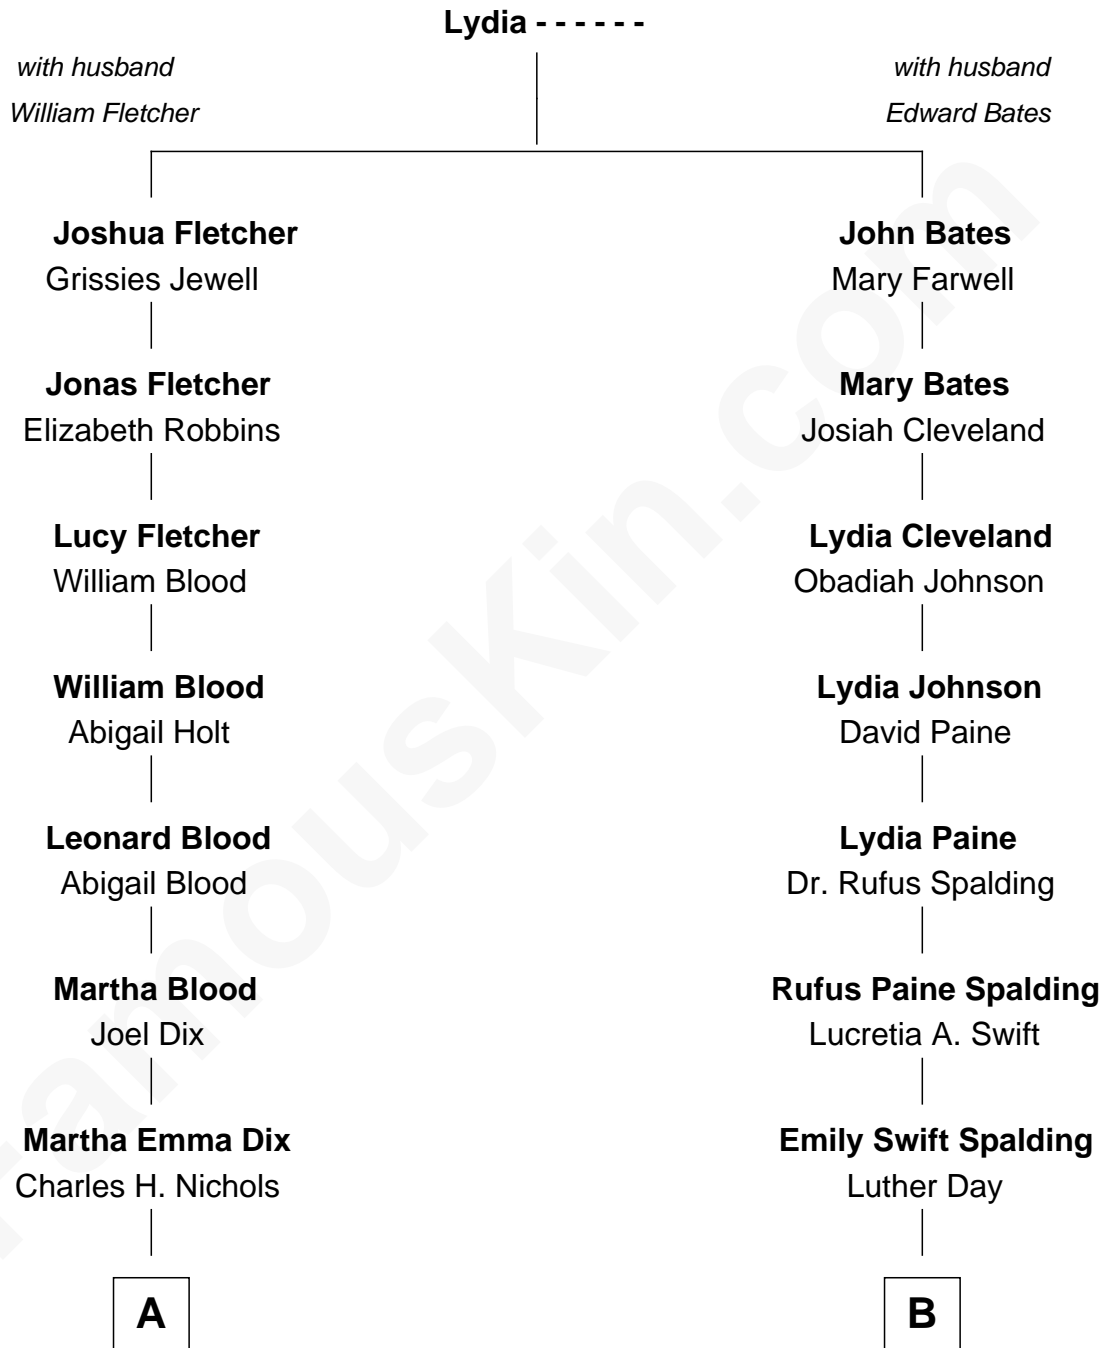 Lydia - - - - - -
with husband
William Fletcher
with husband
Edward Bates
Joshua Fletcher
Grissies Jewell
John Bates
Mary Farwell
Jonas Fletcher
Elizabeth Robbins
Mary Bates
Josiah Cleveland
Lucy Fletcher
William Blood
Lydia Cleveland
Obadiah Johnson
William Blood
Abigail Holt
Lydia Johnson
David Paine
Leonard Blood
Abigail Blood
Lydia Paine
Dr. Rufus Spalding
Martha Blood
Joel Dix
Rufus Paine Spalding
Lucretia A. Swift
Martha Emma Dix
Charles H. Nichols
Emily Swift Spalding
Luther Day
A
B
FamousKin.com